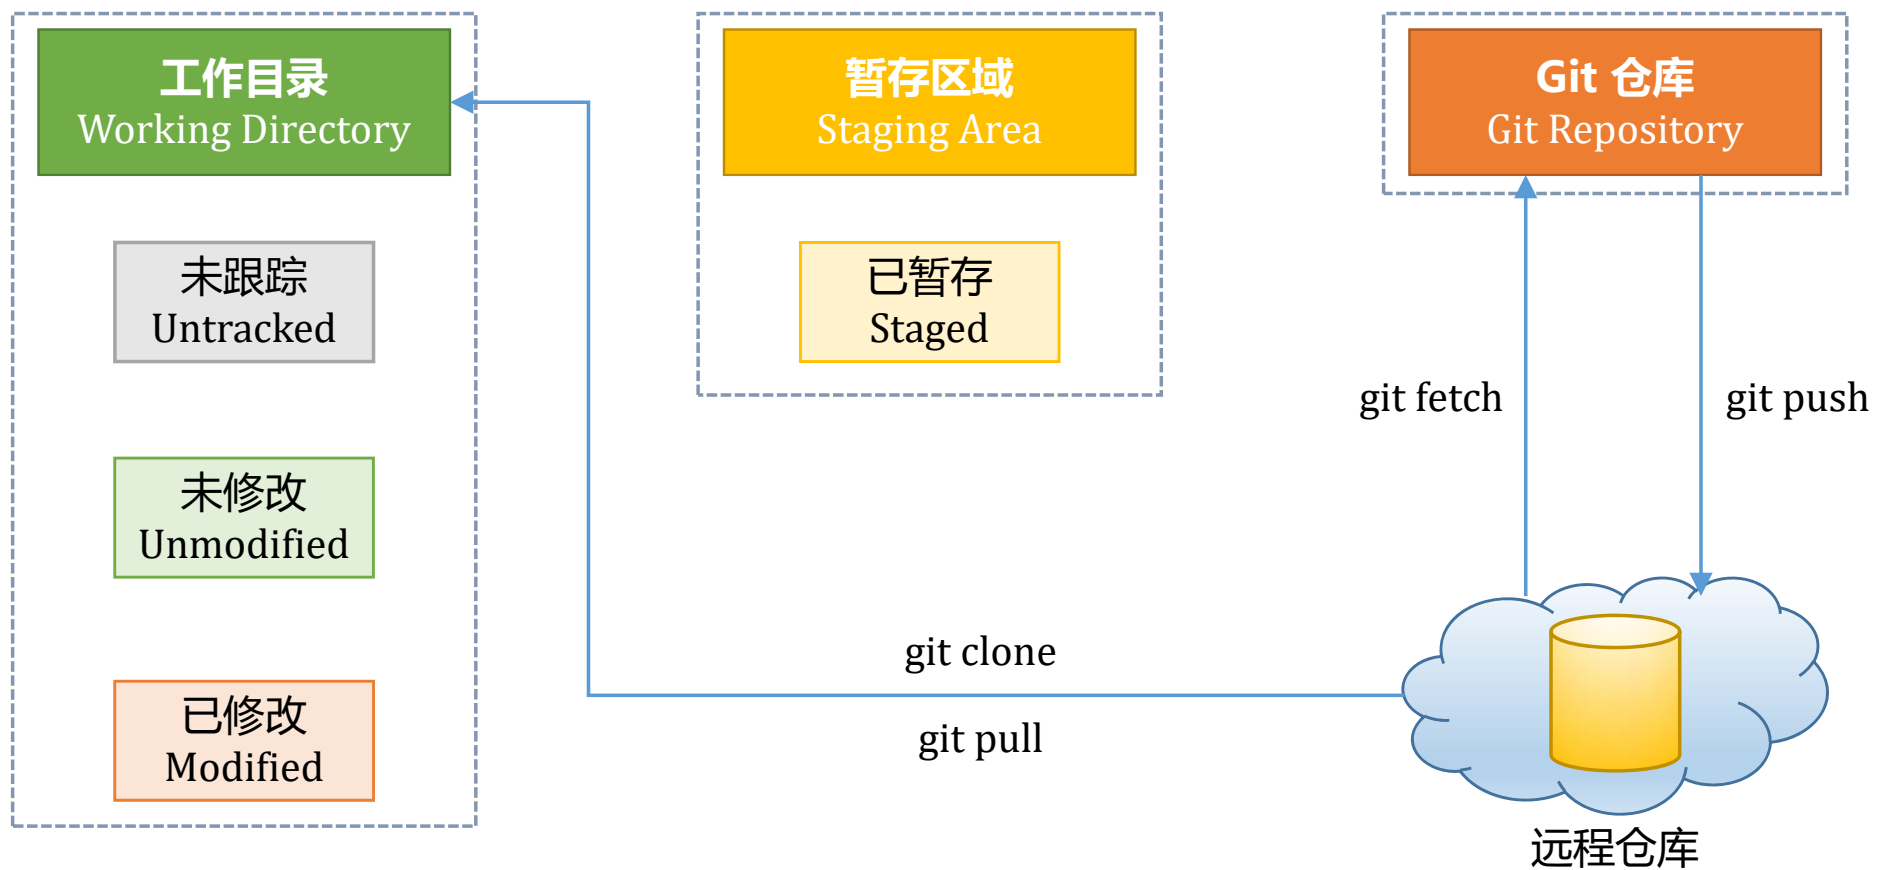 工作目录
Working Directory
暂存区域
Staging Area
Git 仓库
Git Repository
未跟踪
Untracked
已暂存
Staged
git fetch
git push
未修改
Unmodified
git clone
已修改
Modified
git pull
远程仓库